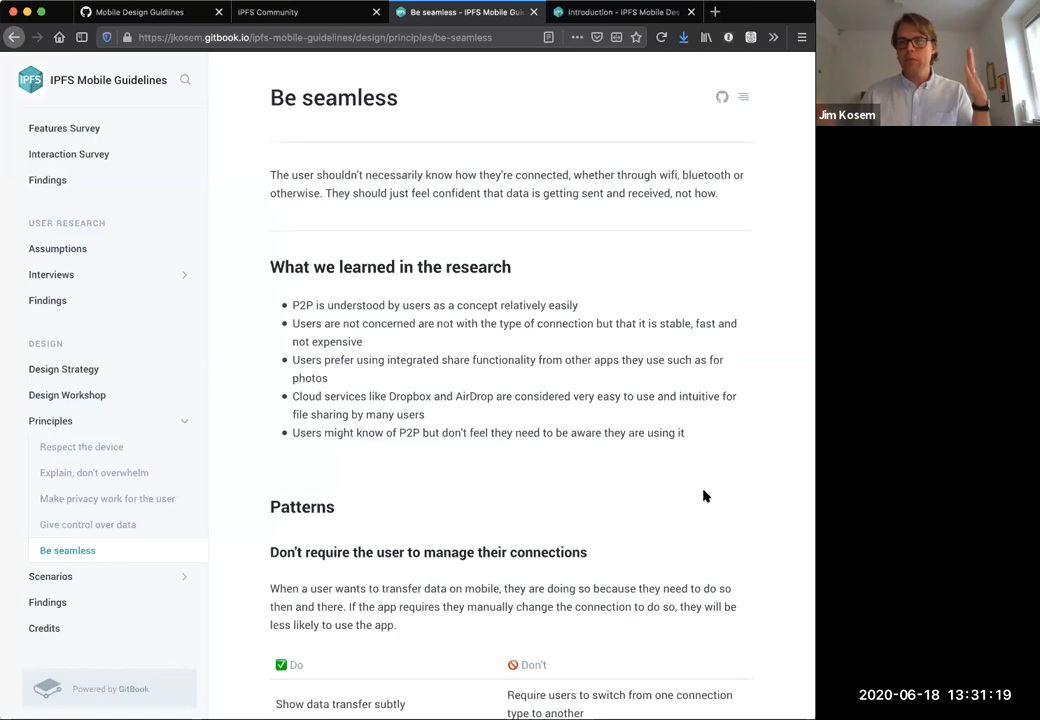 Mobile Design Guidlines
IPFS Community
Be seamless - IPFS Mobile Gui
Introduction - IPFS Mobile Des
https://jkosem.gitbook.io/ipfs-mobile-guidelines/design/principles/be-seamless
IPFS
IPFS Mobile Guidelines
Features Survey
Interaction Survey
Findings
USER RESEARCH
Assumptions
Interviews
Findings
DESIGN
Design Strategy
Design Workshop
Principles
Respect the device
Explain, don't overwhelm
Make privacy work for the user
Give control over data
Be seamless
Scenarios
Findings
Credits
Powered by GitBook
Be seamless
The user shouldn't necessarily know how they're connected, whether through wifi, bluetooth or
otherwise. They should just feel confident that data is getting sent and received, not how.
What we learned in the research
P2P is understood by users as a concept relatively easily
Users are not concerned are not with the type of connection but that it is stable, fast and
not expensive
Users prefer using integrated share functionality from other apps they use such as for
photos
Cloud services like Dropbox and AirDrop are considered very easy to use and intuitive for
file sharing by many users
Users might know of P2P but don't feel they need to be aware they are using it
Patterns
Don't require the user to manage their connections
When a user wants to transfer data on mobile, they are doing so because they need to do so
then and there. If the app requires they manually change the connection to do so, they will be
less likely to use the app.
Do
Don't
Show data transfer subtly
Require users to switch from one connection
type to another
Jim Kosem
2020-06-18 13:31:19